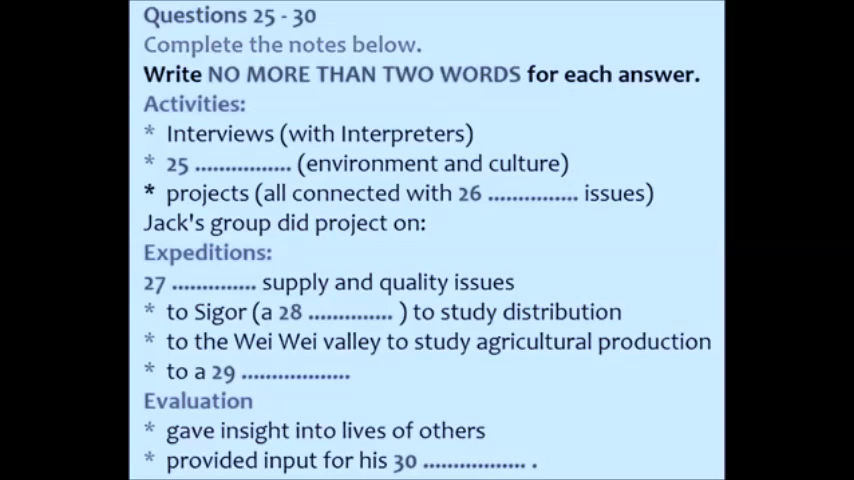 Questions 25 - 30
Complete the notes below.
Write NO MORE THAN TWO WORDS for each answer.
Activities:
* Interviews (with Interpreters)
* 25 ................ (environment and culture)
* projects (all connected with 26 ............... issues)
Jack's group did project on:
Expeditions:
27 .............. supply and quality issues
* to Sigor (a 28 .............. ) to study distribution
* to the Wei Wei valley to study agricultural production
* to a 29 ..................
Evaluation
* gave insight into lives of others
* provided input for his 30 ................. .